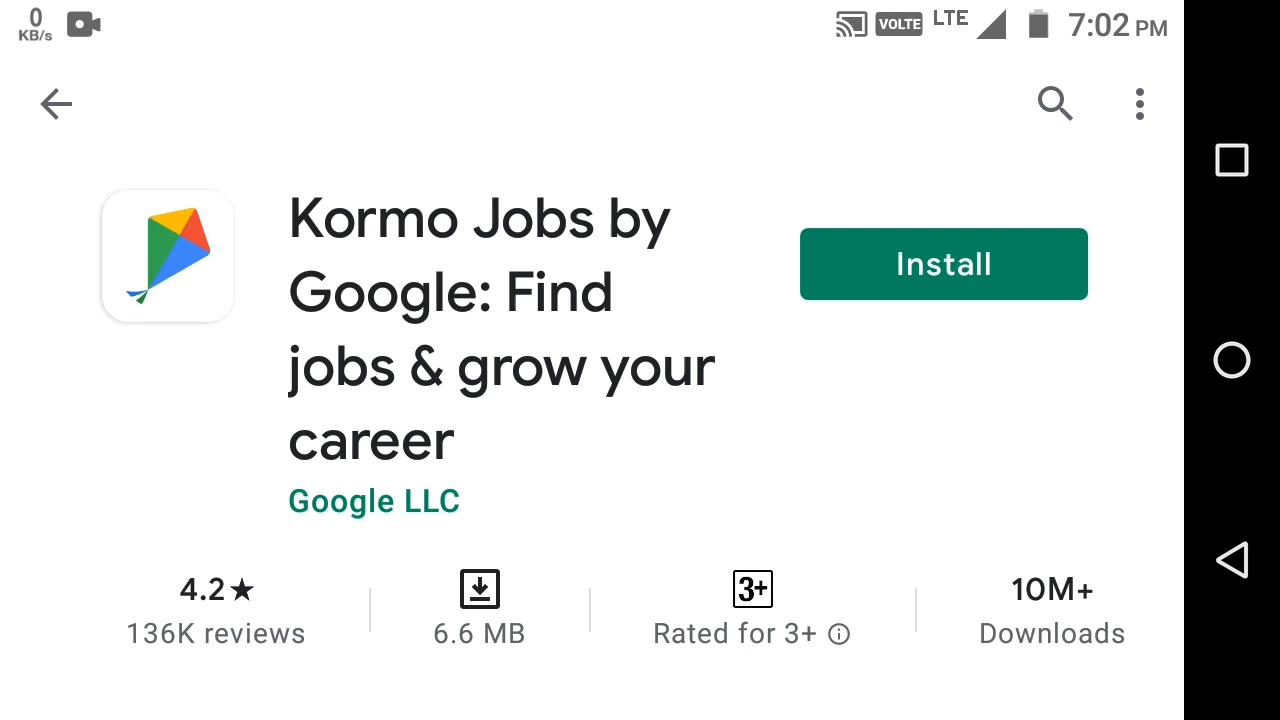 0
KB/s
VOLTE
LTE
7:02 PM
Kormo Jobs by
Google: Find
jobs & grow your
career
Install
Google LLC
4.2★
136K reviews
6.6 MB
3+
Rated for 3+
10M+
Downloads